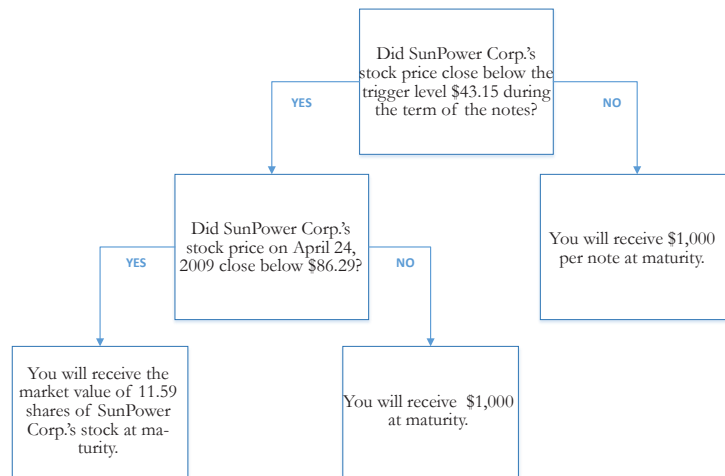 Did SunPower Corp.'s
stock price close below the
trigger level $43.15 during
the term of the notes?
YES
NO
Did SunPower Corp.'s
stock price on April 24,
2009 close below $86.29?
You will receive $1,000
per note at maturity.
YES
NO
You will receive the
market value of 11.59
shares of SunPower
Corp.'s stock at ma-
turity.
You will receive $1,000
at maturity.